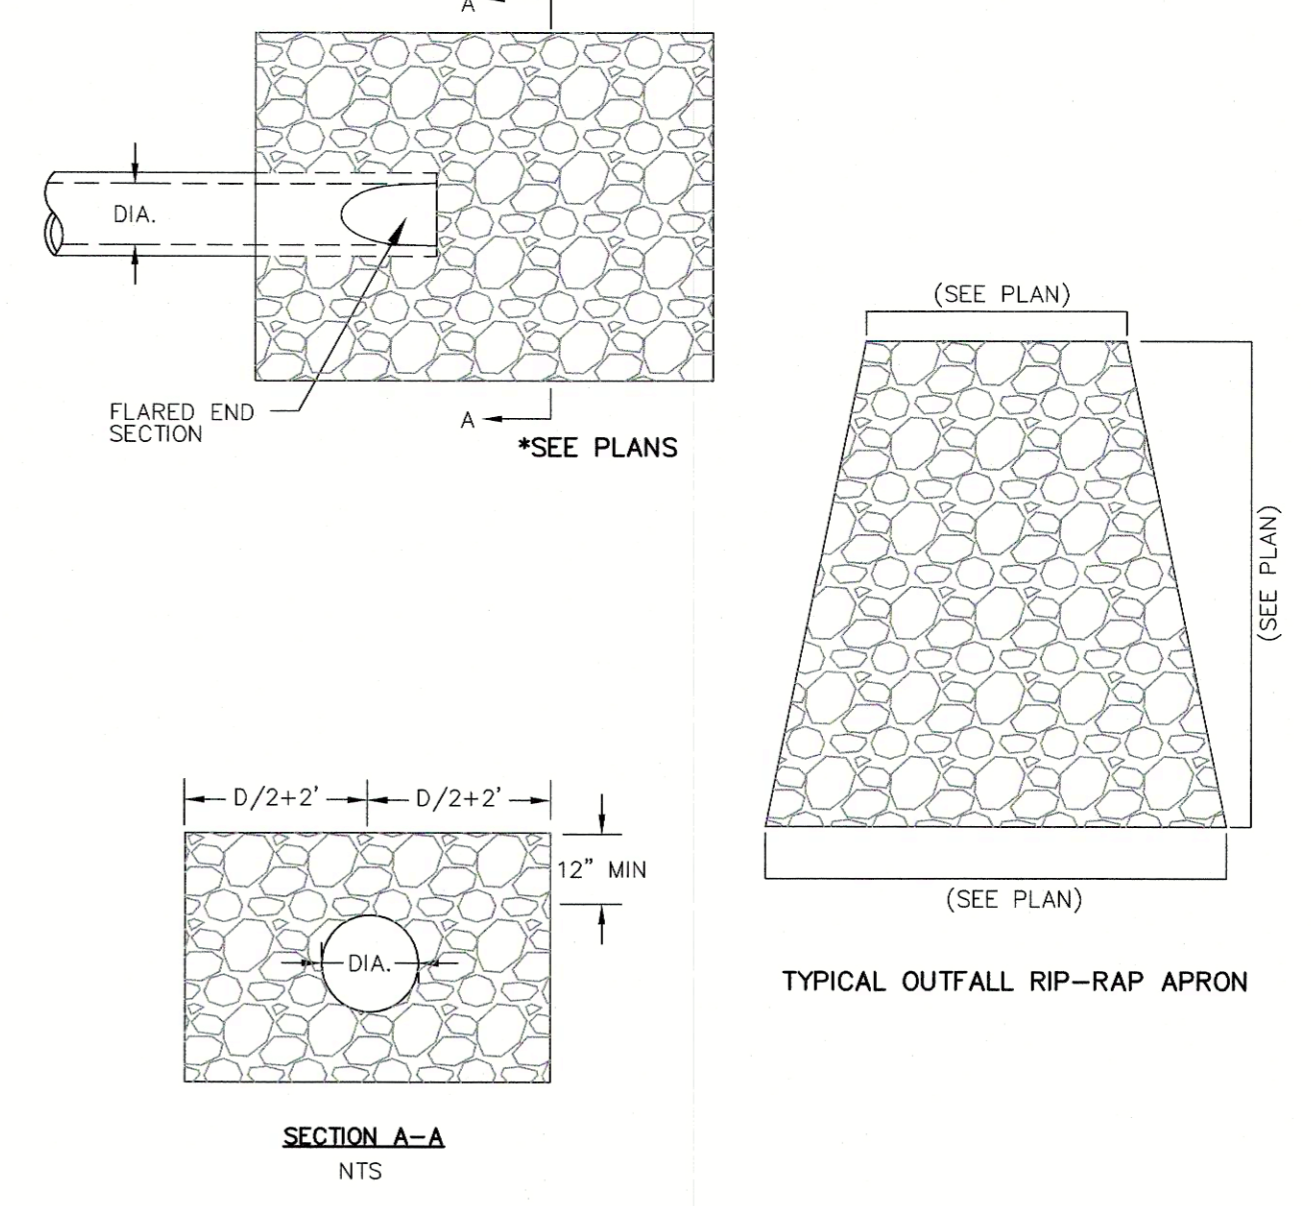 A
DIA.
FLARED END
SECTION
A
*SEE PLANS
(SEE PLAN)
(SEE PLAN)
(SEE PLAN)
TYPICAL OUTFALL RIP-RAP APRON
D/2+2' D/2+2'
12" MIN
DIA.
SECTION A-A
NTS